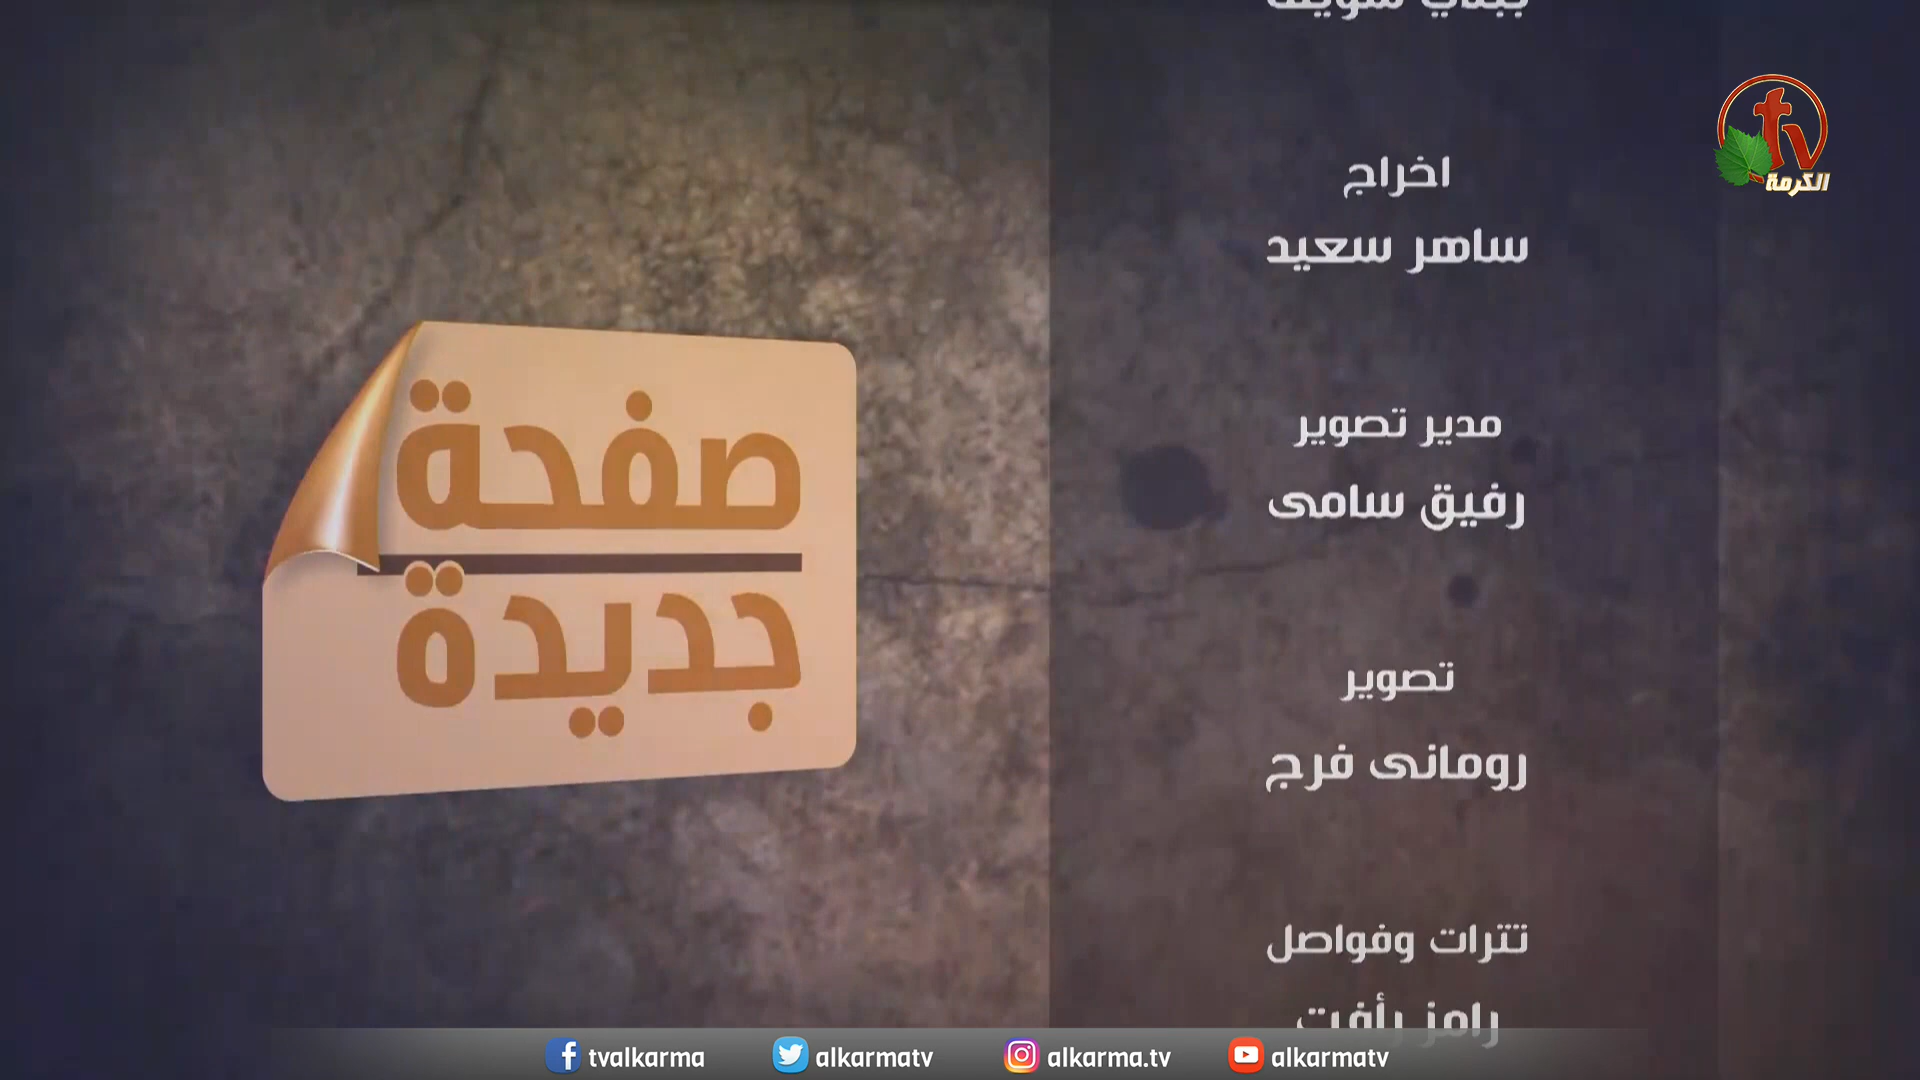 اخراج
ساهر سعيد
مدير تصوير
رفيق سامى
تصوير
رومانى فرج
تترات وفواصل
رامز رأفت
صفحة
جديدة
tv
الكرمة
tvalkarma
alkarmatv
alkarma.tv
alkarmatv